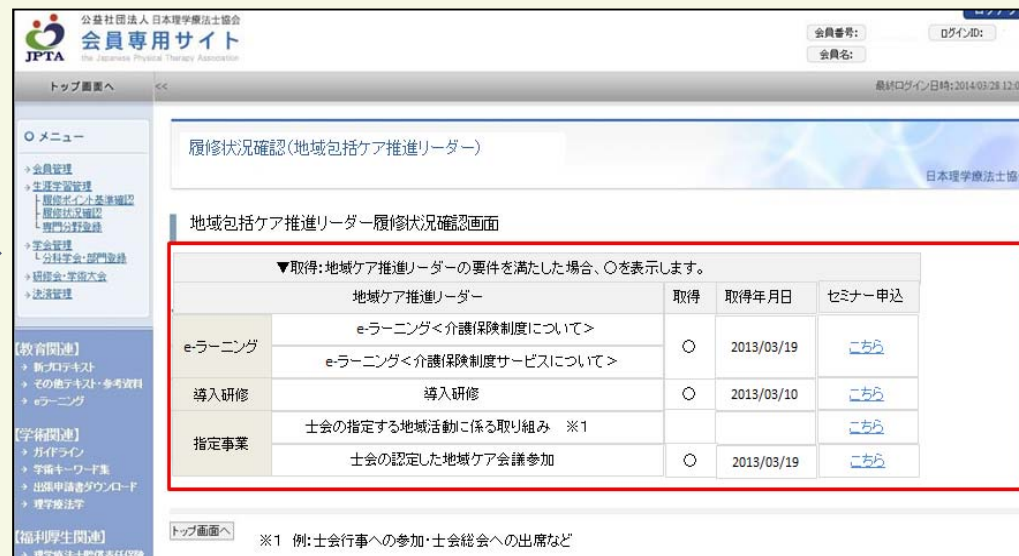 公益社団法人 日本理学療法士協会
会員専用サイト
JPTA the Japanese Physical Therapy Association
会員番号: ログインID:
会員名:
トップ画面へ << 最終ログイン日時:2014/03/28 12:0
メニュー
会員管理
生涯学習管理
履修ポイント基準確認
履修状況確認
専門分野登録
学会管理
分科学会・部門登録
研修会・学術大会
決済管理
【教育関連】
新プロテキスト
その他テキスト・参考資料
eラーニング
【学術関連】
ガイドライン
学術キーワード集
出張申請書ダウンロード
理学療法学
【福利厚生関連】
履修状況確認(地域包括ケア推進リーダー)
日本理学療法士協
地域包括ケア推進リーダー履修状況確認画面
▼取得:地域ケア推進リーダーの要件を満たした場合、○を表示します。
地域ケア推進リーダー 取得 取得年月日 セミナー申込
e-ラーニング e-ラーニング<介護保険制度について> ○ 2013/03/19 こちら
e-ラーニング<介護保険制度サービスについて>
導入研修 導入研修 ○ 2013/03/10 こちら
指定事業 士会の指定する地域活動に係る取り組み ※1 こちら
士会の認定した地域ケア会議参加 ○ 2013/03/19 こちら
トップ画面へ
※1 例:士会行事への参加・士会総会への出席など